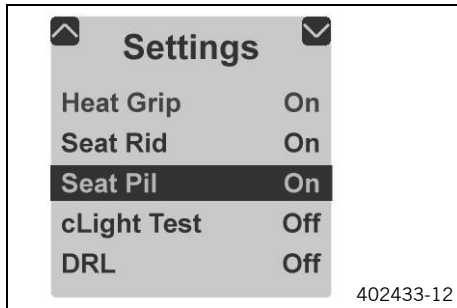 Settings
Heat Grip On
Seat Rid On
Seat Pil On
cLight Test Off
DRL Off
402433-12